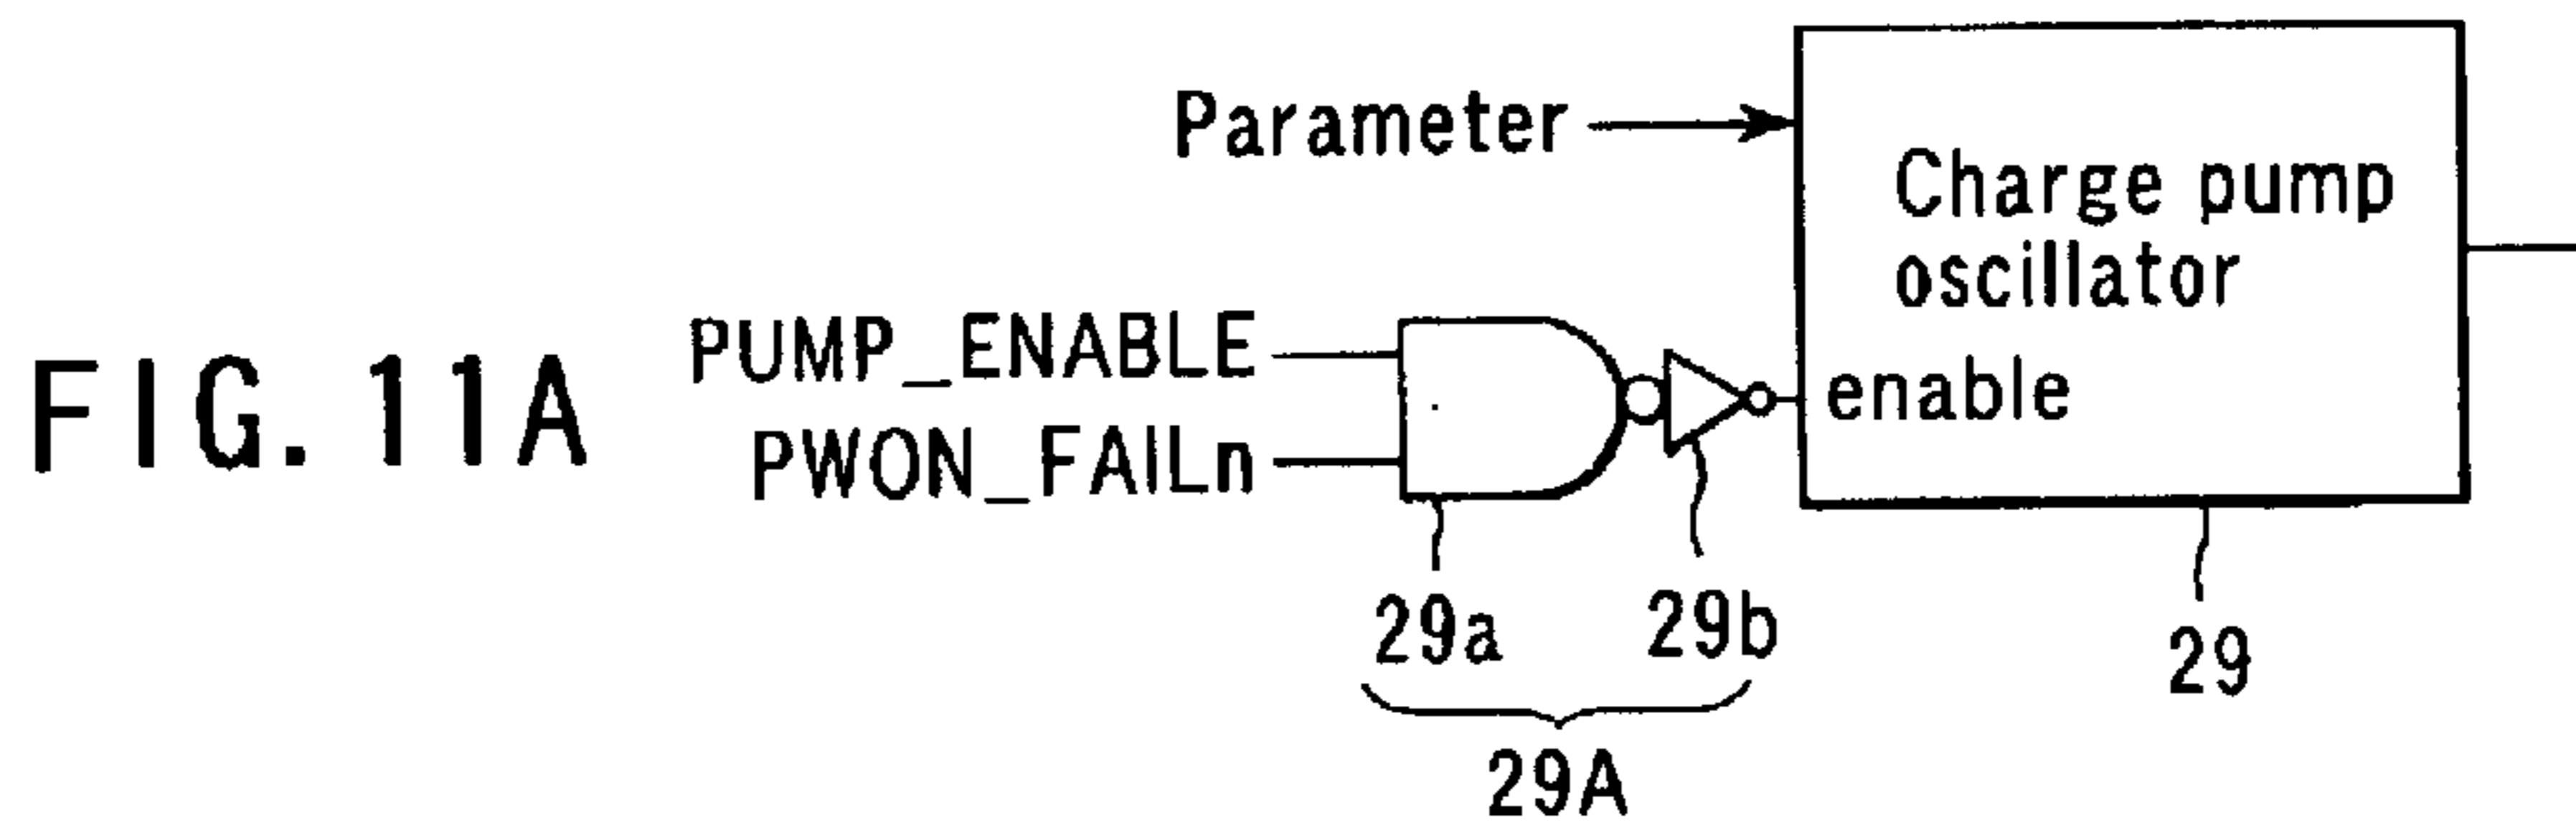 FIG. 11A
Parameter
Charge pump
oscillator
PUMP_ENABLE
enable
PWON_FAILn
29a
29b
29
29A